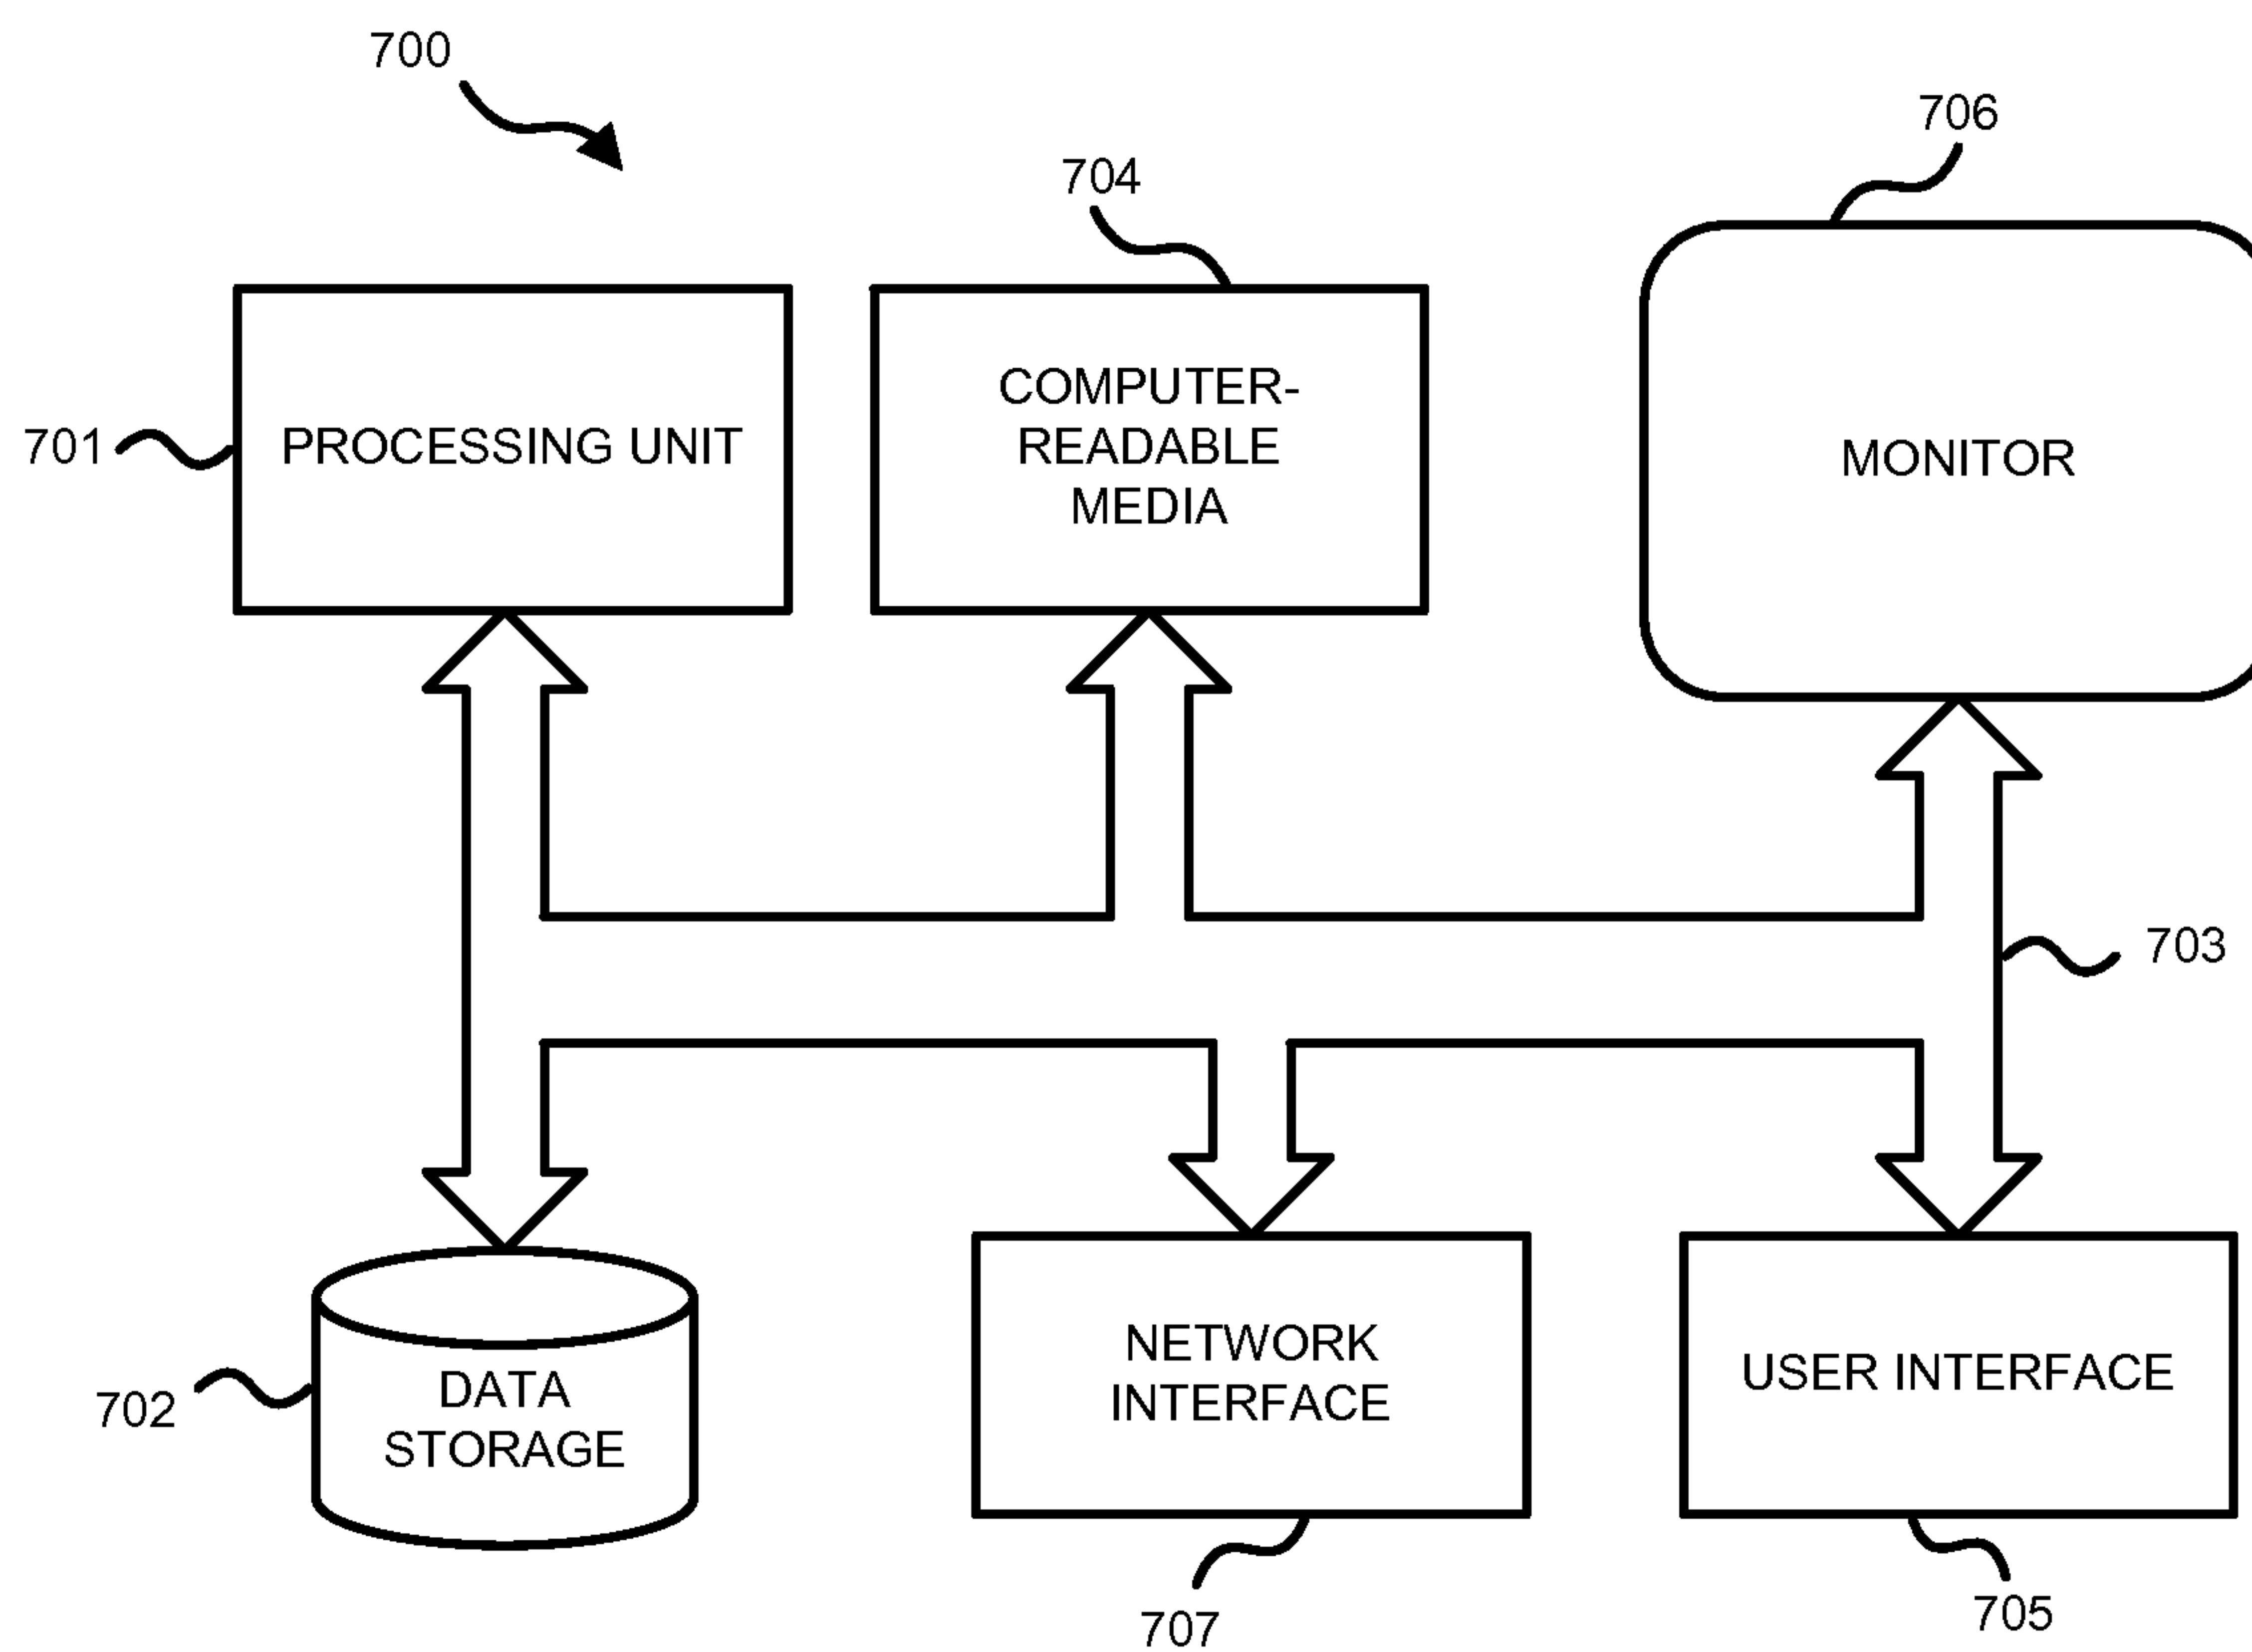 700
706
704
COMPUTER-
READABLE
MEDIA
701
PROCESSING UNIT
MONITOR
703
NETWORK
INTERFACE
USER INTERFACE
702
DATA
STORAGE
707
705